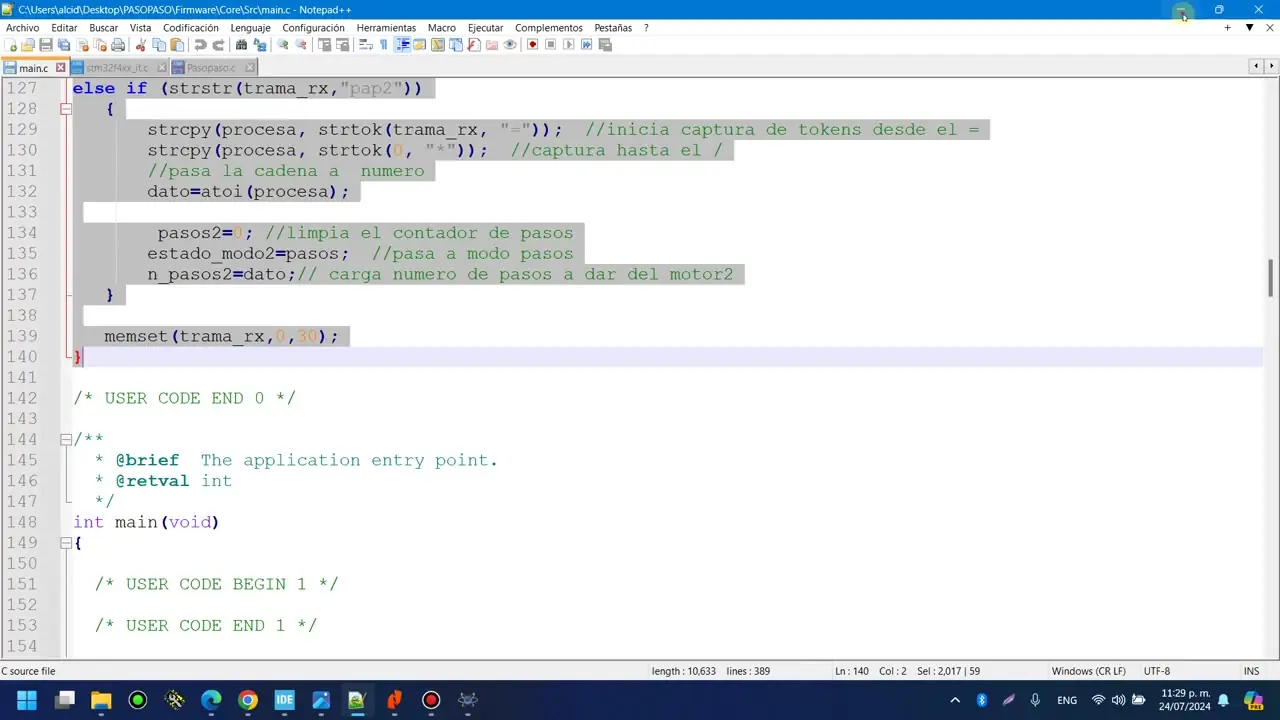 C:\Users\alcid\Desktop\PASOPASO\Firmware\Core\Src\main.c - Notepad++
Archivo Editar Buscar Vista Codificación Lenguaje Configuración Herramientas Macro Ejecutar Complementos Pestañas ?
main.c stm32f4xx_it.c Pasopaso.c
127 else if (strstr(trama_rx,"pap2"))
128 {
129 strcpy(procesa, strtok(trama_rx, "=")); //inicia captura de tokens desde el =
130 strcpy(procesa, strtok(0, "*")); //captura hasta el /
131 //pasa la cadena a  numero
132 dato=atoi(procesa);
133
134 pasos2=0; //limpia el contador de pasos
135 estado_modo2=pasos; //pasa a modo pasos
136 n_pasos2=dato;// carga numero de pasos a dar del motor2
137 }
138
139 memset(trama_rx,0,30);
140 }
141
142 /* USER CODE END 0 */
143
144 /**
145 * @brief  The application entry point.
146 * @retval int
147 */
148 int main(void)
149 {
150
151 /* USER CODE BEGIN 1 */
152
153 /* USER CODE END 1 */
154
C source file length : 10,633 lines : 389 Ln : 140 Col : 2 Sel : 2,017 | 59 Windows (CR LF) UTF-8 INS
IDE ENG 11:29 p. m.
24/07/2024